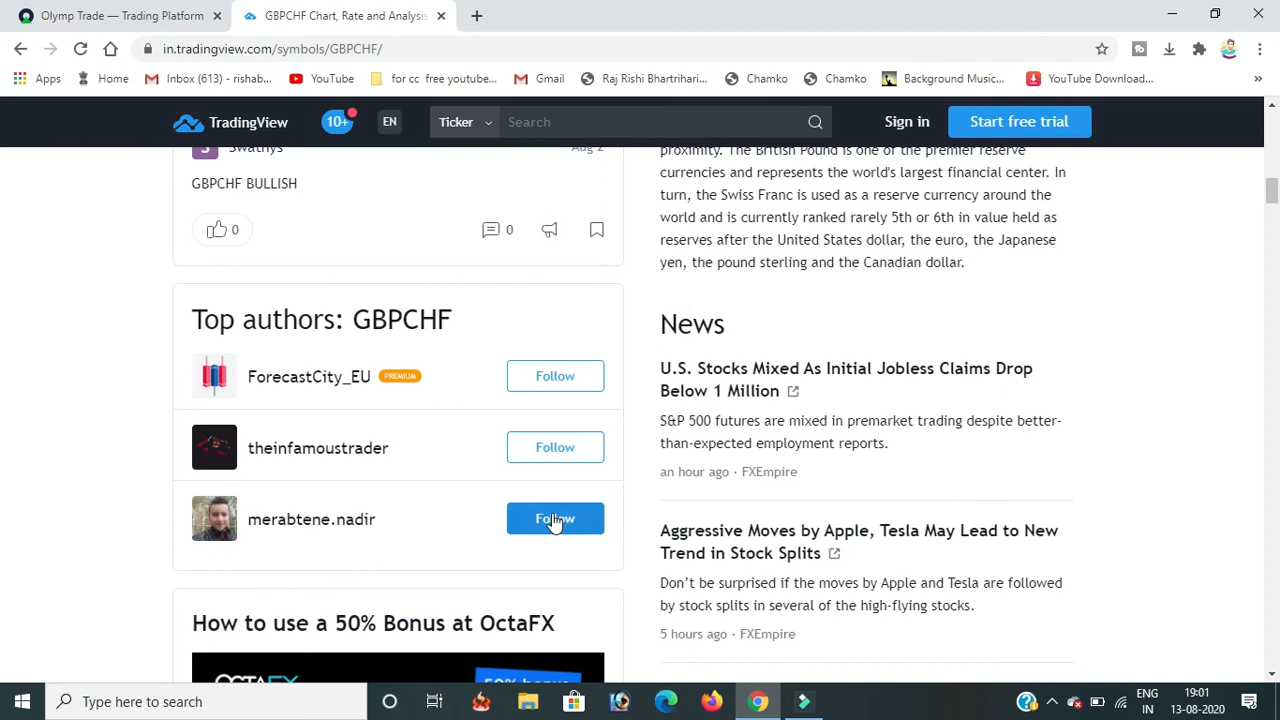 Olymp Trade — Trading Platform
GBPCHF Chart, Rate and Analysis
in.tradingview.com/symbols/GBPCHF/
Apps
Home
Inbox (613) - rishab...
YouTube
for cc free youtube...
Gmail
Raj Rishi Bhartrihari...
Chamko
Chamko
Background Music...
YouTube Download...
TradingView
10+
EN
Ticker
Search
Sign in
Start free trial
Swathys
Aug 2
GBPCHF BULLISH
0
0
Top authors: GBPCHF
ForecastCity_EU PREMIUM
Follow
theinfamoustrader
Follow
merabtene.nadir
Follow
How to use a 50% Bonus at OctaFX
OCTAFX
50% bonus
proximity. The British Pound is one of the premier reserve
currencies and represents the world's largest financial center. In
turn, the Swiss Franc is used as a reserve currency around the
world and is currently ranked rarely 5th or 6th in value held as
reserves after the United States dollar, the euro, the Japanese
yen, the pound sterling and the Canadian dollar.
News
U.S. Stocks Mixed As Initial Jobless Claims Drop
Below 1 Million
S&P 500 futures are mixed in premarket trading despite better-
than-expected employment reports.
an hour ago · FXEmpire
Aggressive Moves by Apple, Tesla May Lead to New
Trend in Stock Splits
Don't be surprised if the moves by Apple and Tesla are followed
by stock splits in several of the high-flying stocks.
5 hours ago · FXEmpire
Type here to search
ENG
IN
19:01
13-08-2020